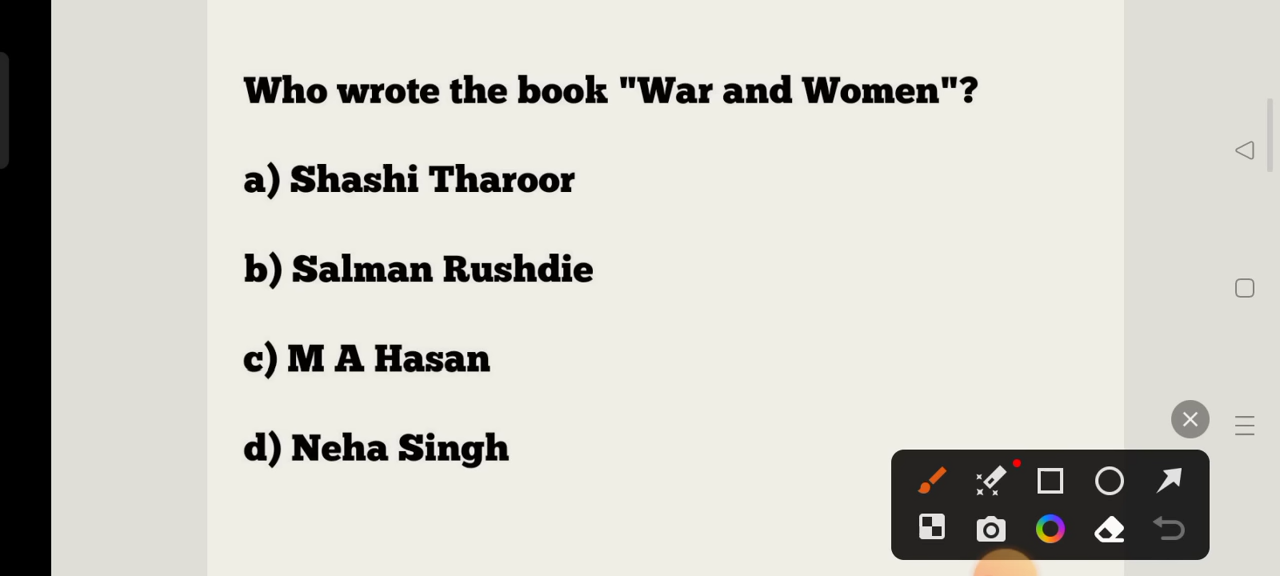 Who wrote the book "War and Women"?
a) Shashi Tharoor
b) Salman Rushdie
c) M A Hasan
d) Neha Singh